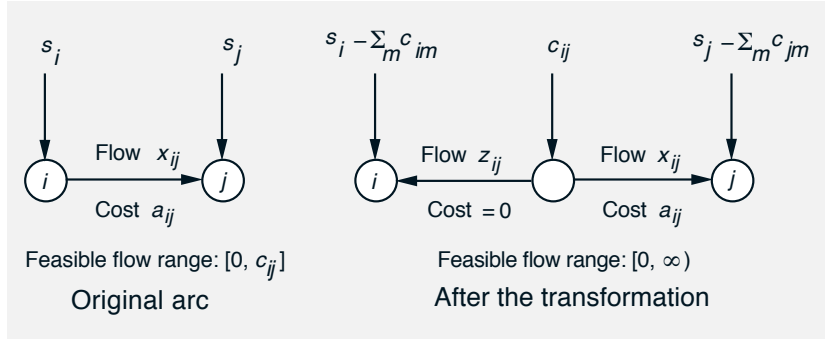 s_i
s_j
s_i – Σ_m c_im
c_ij
s_j – Σ_m c_jm
Flow x_ij
Flow z_ij
Flow x_ij
i
j
i
j
Cost a_ij
Cost = 0
Cost a_ij
Feasible flow range: [0, c_ij]
Feasible flow range: [0, ∞)
Original arc
After the transformation